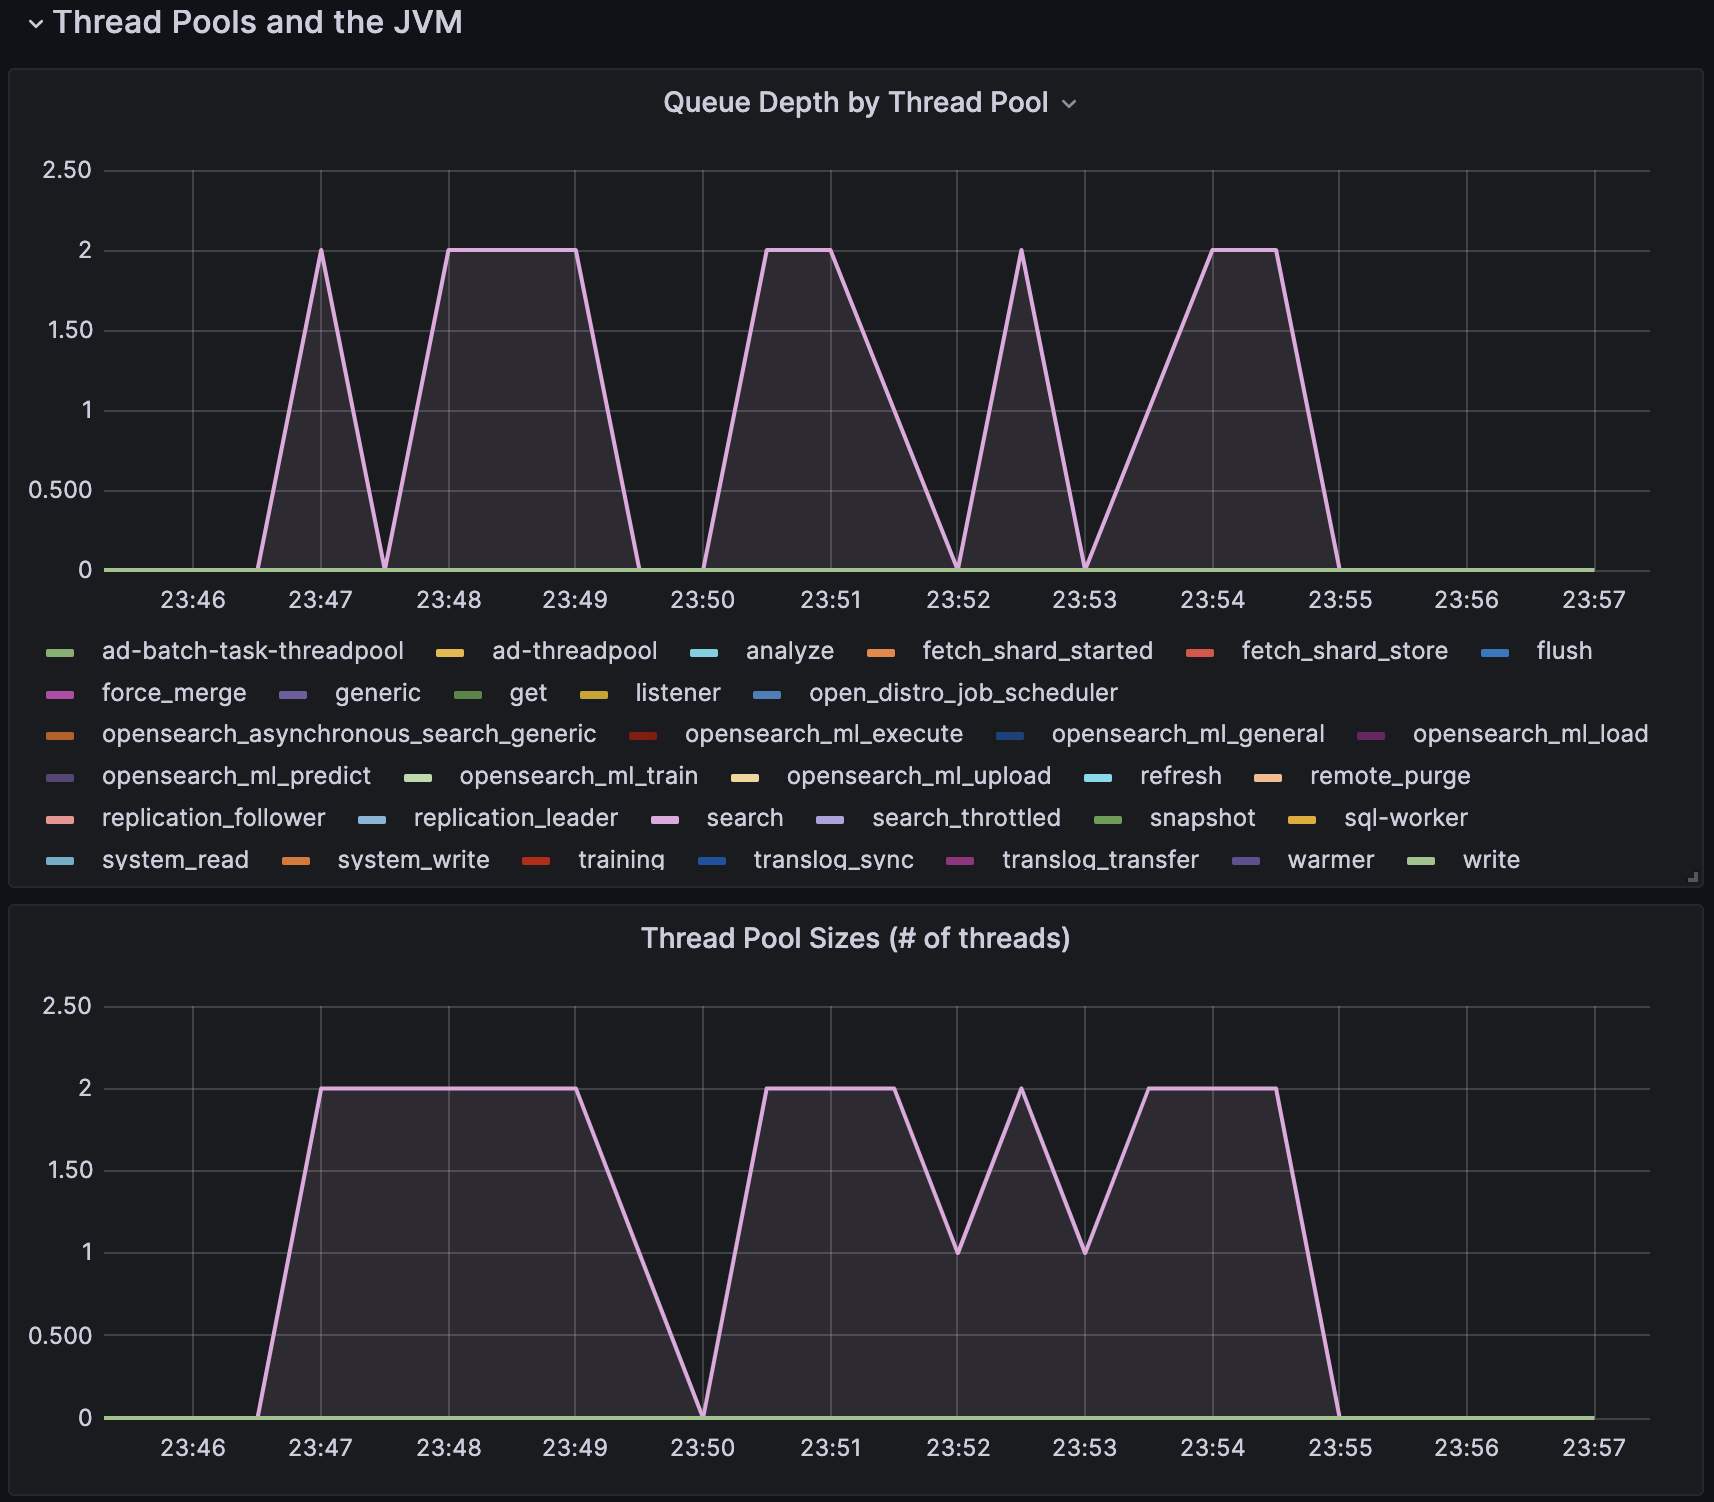 Thread Pools and the JVM
Queue Depth by Thread Pool
2.50
2
1.50
1
0.500
0
23:46 23:47 23:48 23:49 23:50 23:51 23:52 23:53 23:54 23:55 23:56 23:57
ad-batch-task-threadpool ad-threadpool analyze fetch_shard_started fetch_shard_store flush
force_merge generic get listener open_distro_job_scheduler
opensearch_asynchronous_search_generic opensearch_ml_execute opensearch_ml_general opensearch_ml_load
opensearch_ml_predict opensearch_ml_train opensearch_ml_upload refresh remote_purge
replication_follower replication_leader search search_throttled snapshot sql-worker
system_read system_write training translog_sync translog_transfer warmer write
Thread Pool Sizes (# of threads)
2.50
2
1.50
1
0.500
0
23:46 23:47 23:48 23:49 23:50 23:51 23:52 23:53 23:54 23:55 23:56 23:57